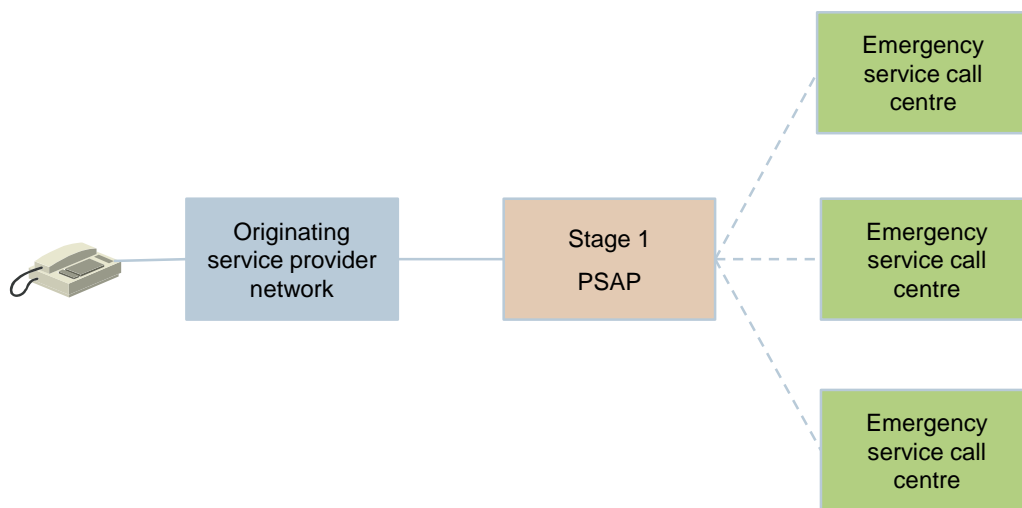 Emergency
service call
centre
Originating
service provider
network
Stage 1
PSAP
Emergency
service call
centre
Emergency
service call
centre